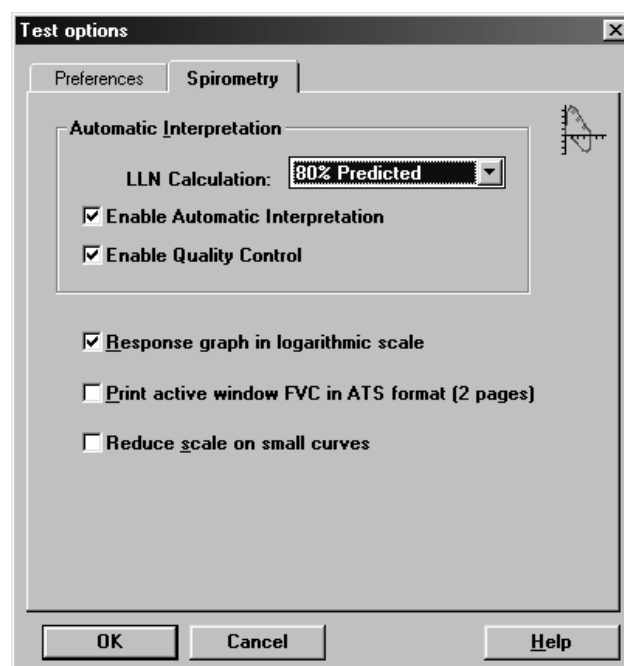 Test options
Preferences
Spirometry
Automatic Interpretation
LLN Calculation: 80% Predicted
Enable Automatic Interpretation
Enable Quality Control
Response graph in logarithmic scale
Print active window FVC in ATS format (2 pages)
Reduce scale on small curves
OK Cancel Help